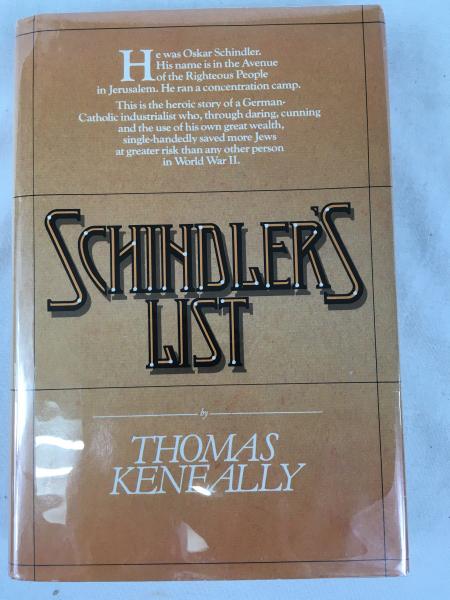 He was Oskar Schindler.
His name is in the Avenue
of the Righteous People
in Jerusalem. He ran a concentration camp.
This is the heroic story of a German-
Catholic industrialist who, through daring, cunning
and the use of his own great wealth,
single-handedly saved more Jews
at greater risk than any other person
in World War II.
SCHINDLER'S
LIST
by
THOMAS
KENEALLY